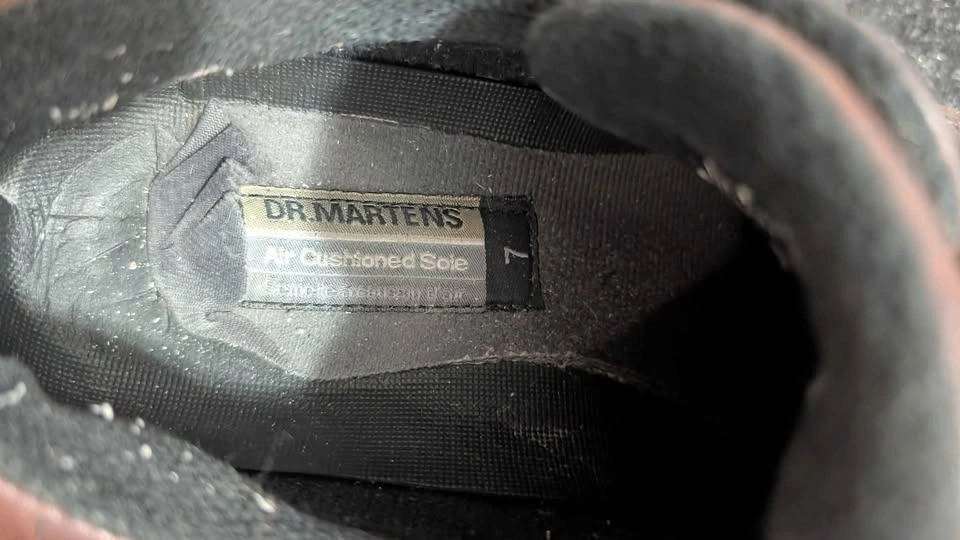 DR.MARTENS
Air Cushioned Sole
7